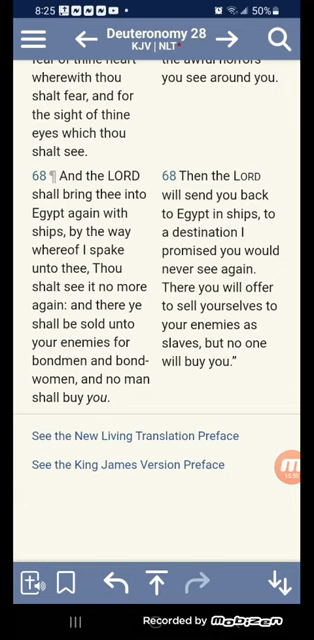 8:25
50%
Deuteronomy 28
KJV | NLT
fear of thine heart
wherewith thou
shalt fear, and for
the sight of thine
eyes which thou
shalt see.
68 ¶ And the LORD
shall bring thee into
Egypt again with
ships, by the way
whereof I spake
unto thee, Thou
shalt see it no more
again: and there ye
shall be sold unto
your enemies for
bondmen and bond-
women, and no man
shall buy you.
the awful horrors
you see around you.
68 Then the LORD
will send you back
to Egypt in ships, to
a destination I
promised you would
never see again.
There you will offer
to sell yourselves to
your enemies as
slaves, but no one
will buy you.”
See the New Living Translation Preface
See the King James Version Preface
Recorded by Mobizen